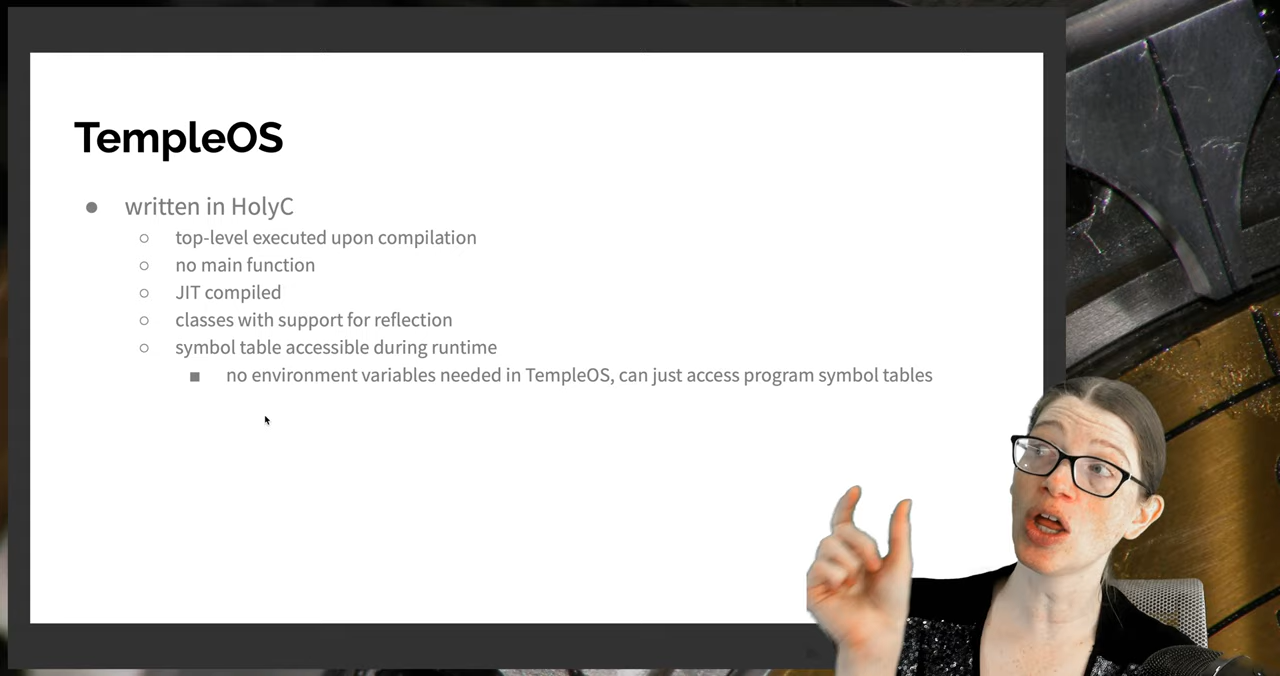 TempleOS
written in HolyC
top-level executed upon compilation
no main function
JIT compiled
classes with support for reflection
symbol table accessible during runtime
no environment variables needed in TempleOS, can just access program symbol tables